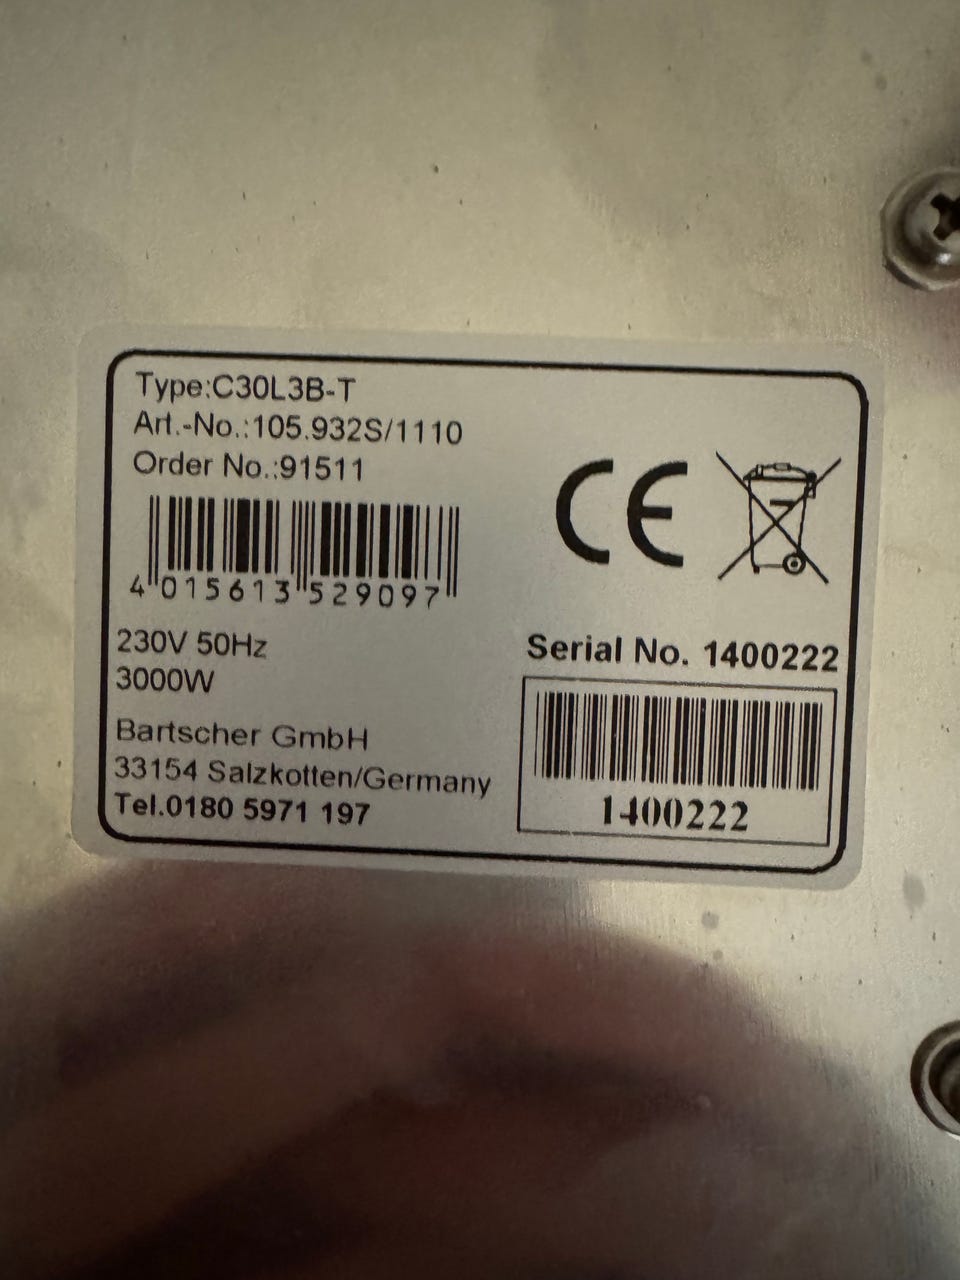 Type:C30L3B-T
Art.-No.:105.932S/1110
Order No.:91511
4 015613 529097
230V 50Hz
3000W
Bartscher GmbH
33154 Salzkotten/Germany
Tel.0180 5971 197
CE
Serial No. 1400222
1400222